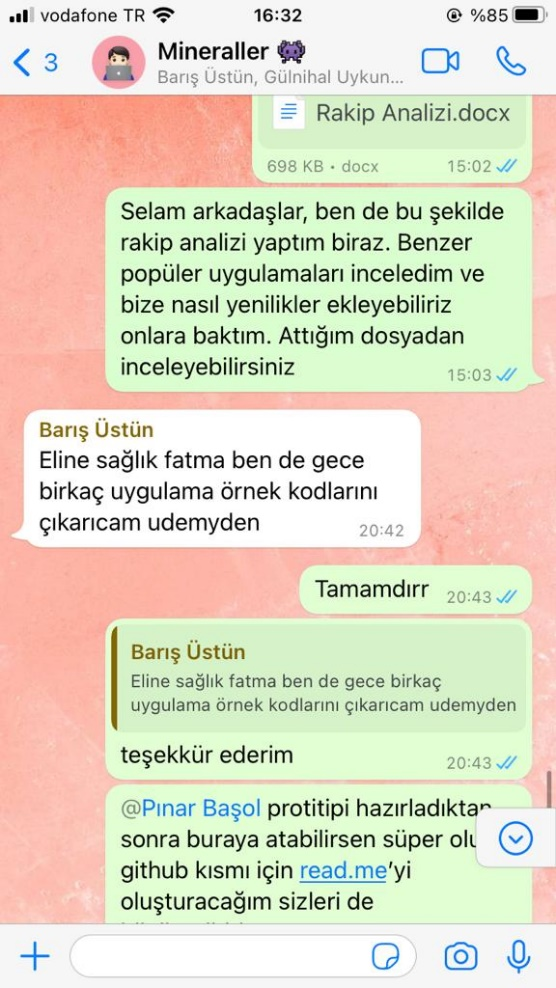 vodafone TR 16:32 %85
3 Mineraller
Barış Üstün, Gülnihal Uykun...
Rakip Analizi.docx
698 KB • docx 15:02
Selam arkadaşlar, ben de bu şekilde
rakip analizi yaptım biraz. Benzer
popüler uygulamaları inceledim ve
bize nasıl yenilikler ekleyebiliriz
onlara baktım. Attığım dosyadan
inceleyebilirsiniz
15:03
Barış Üstün
Eline sağlık fatma ben de gece
birkaç uygulama örnek kodlarını
çıkarıcam udemyden
20:42
Tamamdırr 20:43
Barış Üstün
Eline sağlık fatma ben de gece birkaç
uygulama örnek kodlarını çıkarıcam udemyden
teşekkür ederim
20:43
@Pınar Başol protitipi hazırladıktan
sonra buraya atabilirsen süper
github kısmı için read.me'yi
oluşturacağım sizleri de